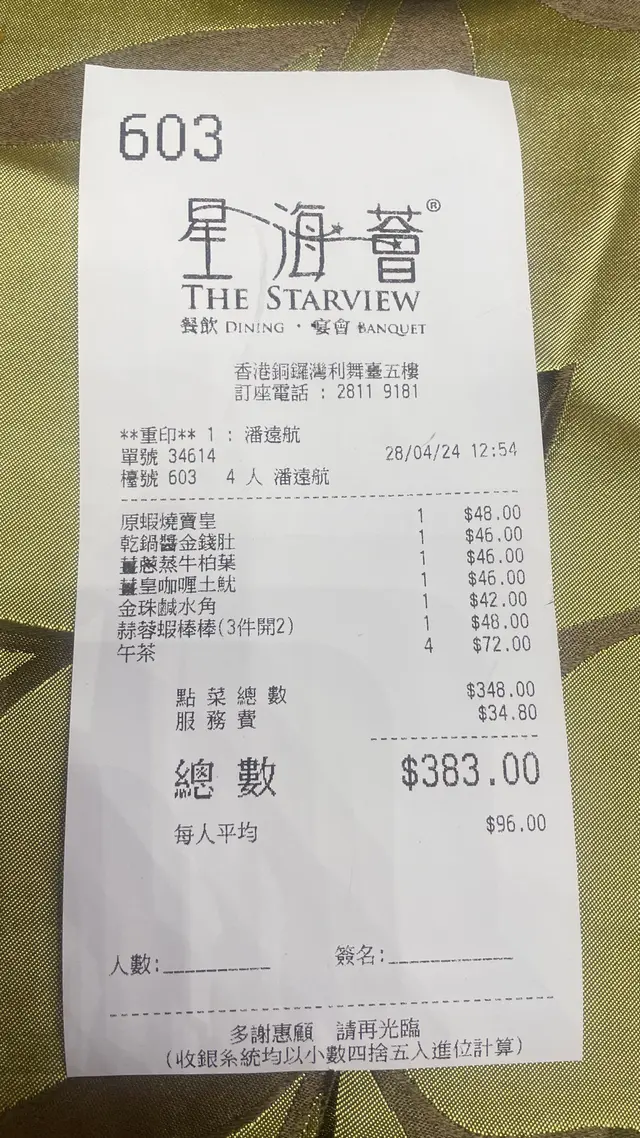 603
星海薈®
THE STARVIEW
餐飲 DINING · 宴會 BANQUET
香港銅鑼灣利舞臺五樓
訂座電話 : 2811 9181
**重印** 1 : 潘遠航
單號 34614 28/04/24 12:54
檯號 603 4 人 潘遠航
原蝦燒賣皇 1 $48.00
乾鍋醬金錢肚 1 $46.00
薑蔥蒸牛柏葉 1 $46.00
薑皇咖喱土魷 1 $46.00
金珠鹹水角 1 $42.00
蒜蓉蝦棒棒(3件開2) 1 $48.00
午茶 4 $72.00
點菜總數 $348.00
服務費 $34.80
總數 $383.00
每人平均 $96.00
人數:__________ 簽名:__________
多謝惠顧 請再光臨
(收銀系統均以小數四捨五入進位計算)